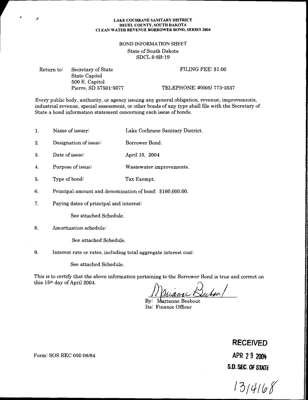 LAKE COCHRANE SANITARY DISTRICT
DEUEL COUNTY, SOUTH DAKOTA
CLEAN WATER REVENUE BORROWER BOND, SERIES 2004
BOND INFORMATION SHEET
State of South Dakota
SDCL 6-8B-19
Return to: Secretary of State FILING FEE: $1.00
State Capitol
500 E. Capitol
Pierre, SD 57501-5077 TELEPHONE: #(605) 773-3537
Every public body, authority, or agency issuing any general obligation, revenue, improvements,
industrial revenue, special assessment, or other bonds of any type shall file with the Secretary of
State a bond information statement concerning each issue of bonds.
1. Name of issuer: Lake Cochrane Sanitary District.
2. Designation of issue: Borrower Bond.
3. Date of issue: April 15, 2004
4. Purpose of issue: Wastewater improvements.
5. Type of bond: Tax Exempt.
6. Principal amount and denomination of bond: $160,000.00.
7. Paying dates of principal and interest:
See attached Schedule.
8. Amortization schedule:
See attached Schedule.
9. Interest rate or rates, including total aggregate interest cost:
See attached Schedule.
This is to certify that the above information pertaining to the Borrower Bond is true and correct on
this 15th day of April 2004.
Marianne Beebout
By: Marianne Beebout
Its: Finance Officer
RECEIVED
APR 29 2004
S.D. SEC. OF STATE
Form: SOS REC 050 08/84
1314168